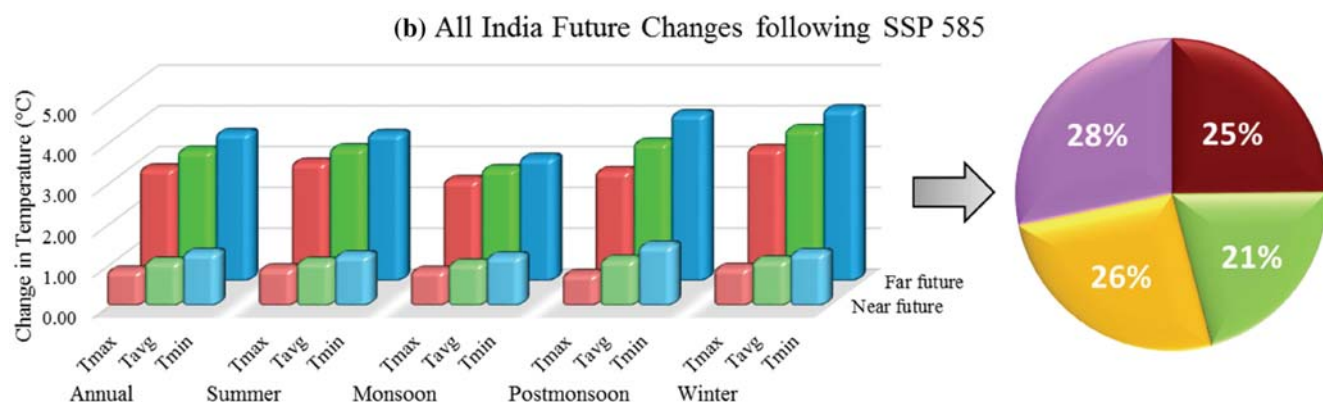 (b) All India Future Changes following SSP 585
Change in Temperature (°C)
5.00
4.00
3.00
2.00
1.00
0.00
Far future
Near future
Tmax Tavg Tmin Tmax Tavg Tmin Tmax Tavg Tmin Tmax Tavg Tmin Tmax Tavg Tmin
Annual Summer Monsoon Postmonsoon Winter
28% 25%
26% 21%